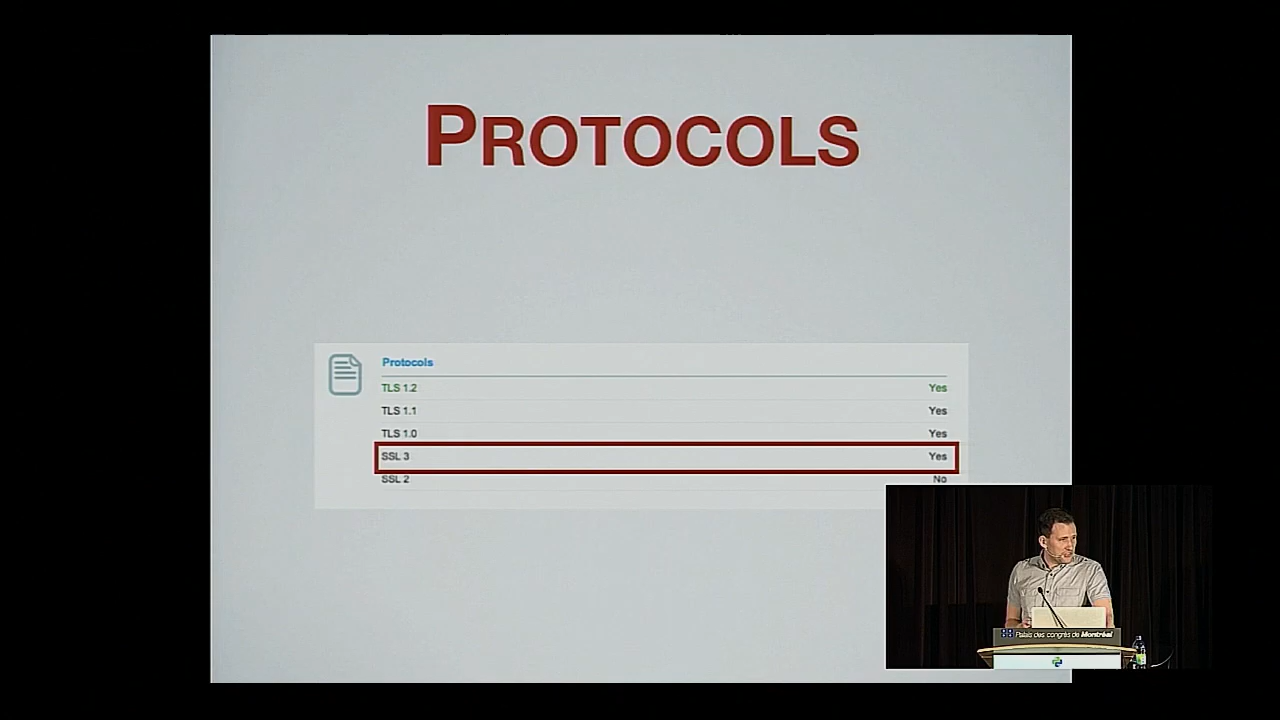 PROTOCOLS
Protocols
TLS 1.2 Yes
TLS 1.1 Yes
TLS 1.0 Yes
SSL 3 Yes
SSL 2 No
Palais des congrès de Montréal